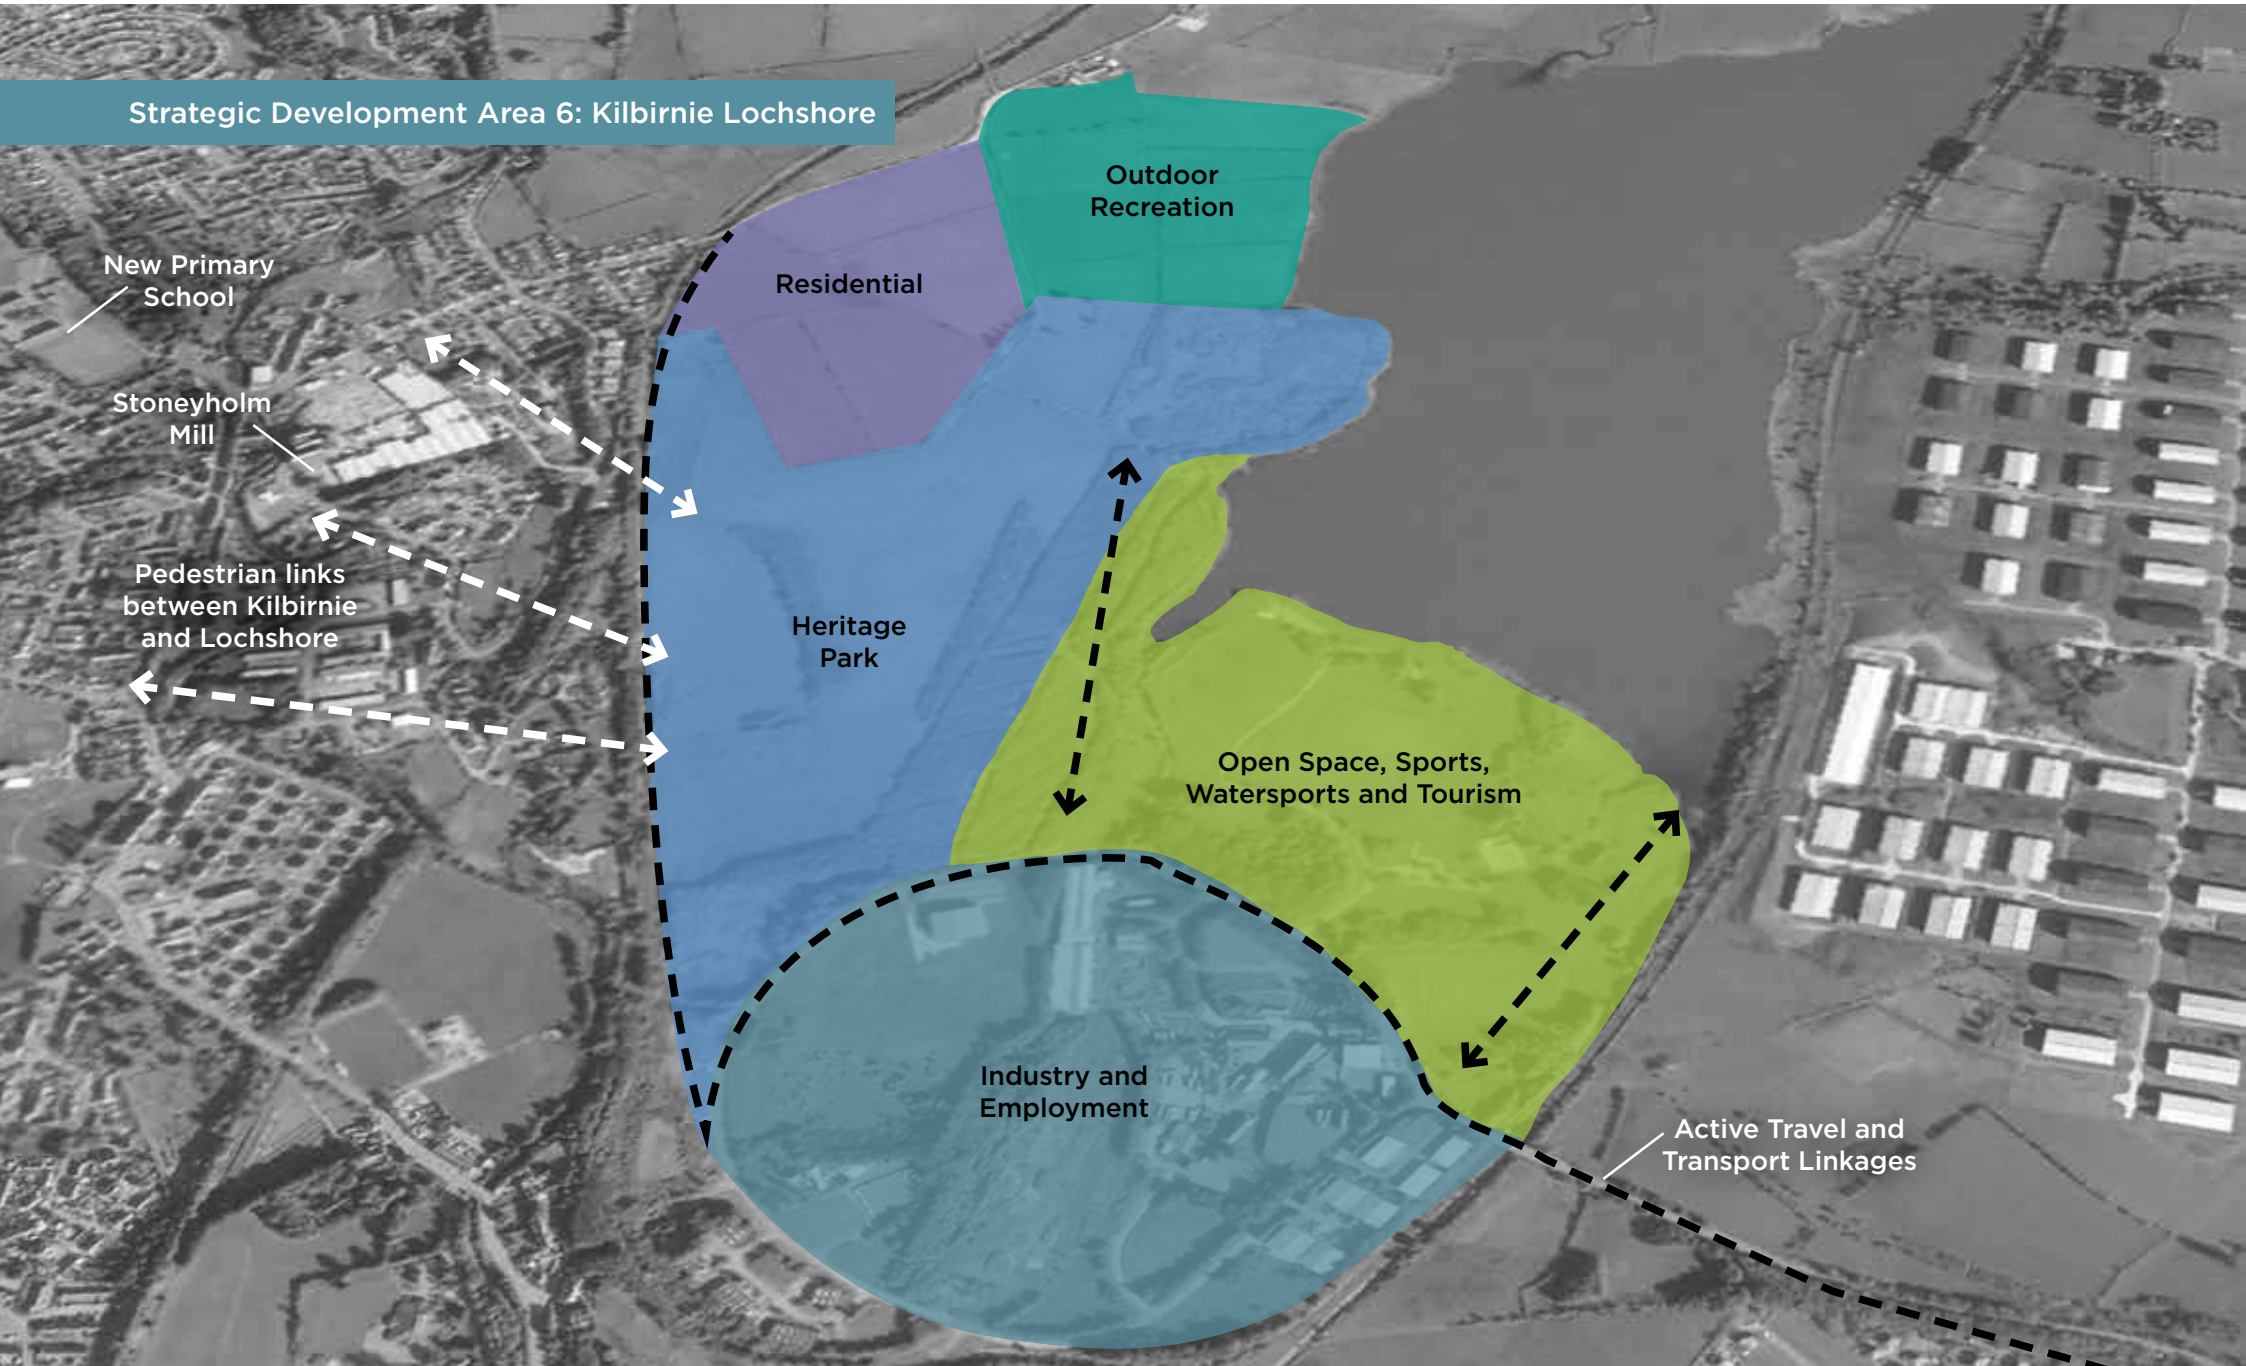 Strategic Development Area 6: Kilbirnie Lochshore
Outdoor
Recreation
New Primary
School
Residential
Stoneyholm
Mill
Pedestrian links
between Kilbirnie
and Lochshore
Heritage
Park
Open Space, Sports,
Watersports and Tourism
Industry and
Employment
Active Travel and
Transport Linkages